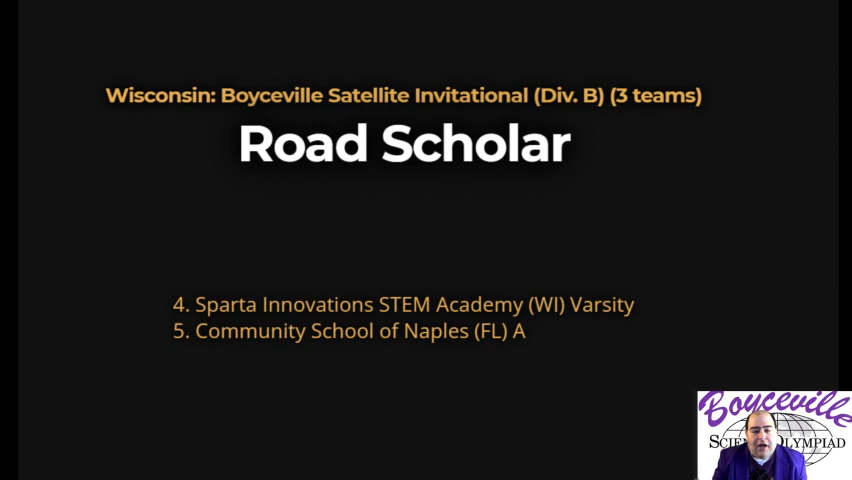 Wisconsin: Boyceville Satellite Invitational (Div. B) (3 teams)
Road Scholar
4. Sparta Innovations STEM Academy (WI) Varsity
5. Community School of Naples (FL) A
Boyceville